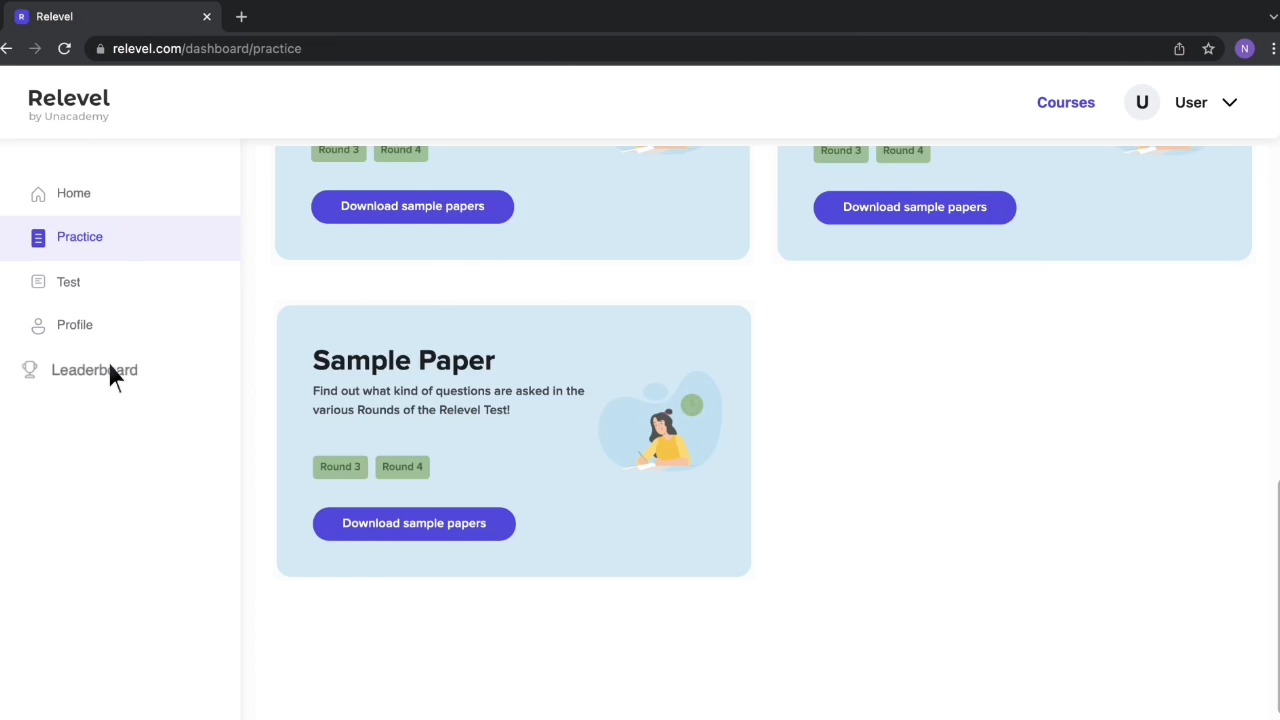 R Relevel
relevel.com/dashboard/practice
N
Relevel
by Unacademy
Courses
U
User
Home
Practice
Test
Profile
Leaderboard
Round 3 Round 4
Download sample papers
Round 3 Round 4
Download sample papers
Sample Paper
Find out what kind of questions are asked in the
various Rounds of the Relevel Test!
Round 3 Round 4
Download sample papers